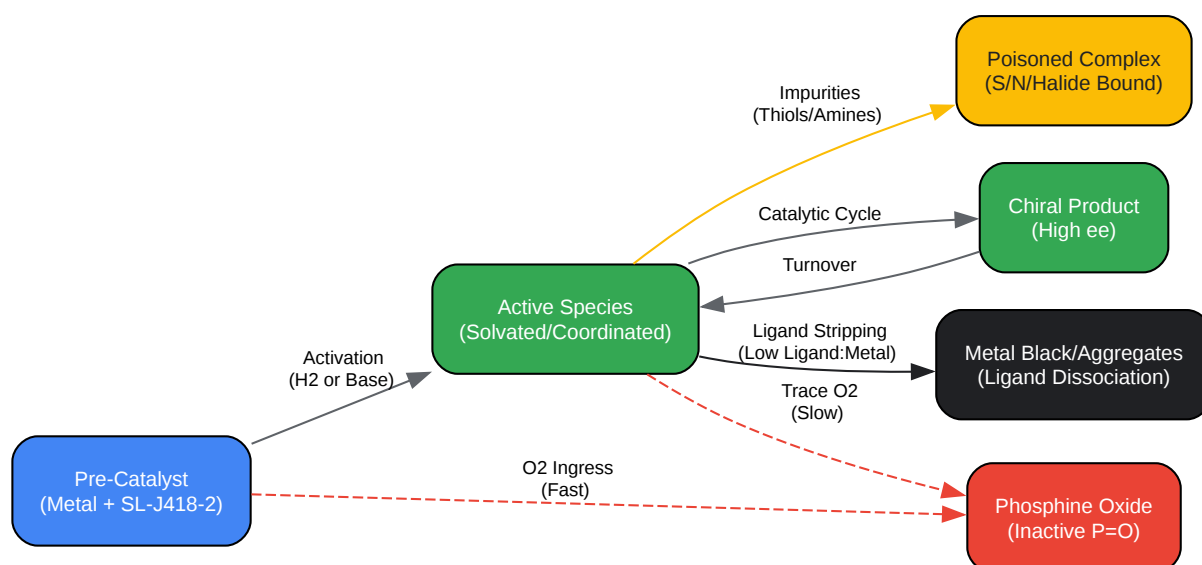 Poisoned Complex
(S/N/Halide Bound)
Impurities
(Thiols/Amines)
Chiral Product
(High ee)
Catalytic Cycle
Turnover
Active Species
(Solvated/Coordinated)
Ligand Stripping
(Low Ligand:Metal)
Metal Black/Aggregates
(Ligand Dissociation)
Activation
(H2 or Base)
Trace O2
(Slow)
Pre-Catalyst
(Metal + SL-J418-2)
O2 Ingress
(Fast)
Phosphine Oxide
(Inactive P=O)